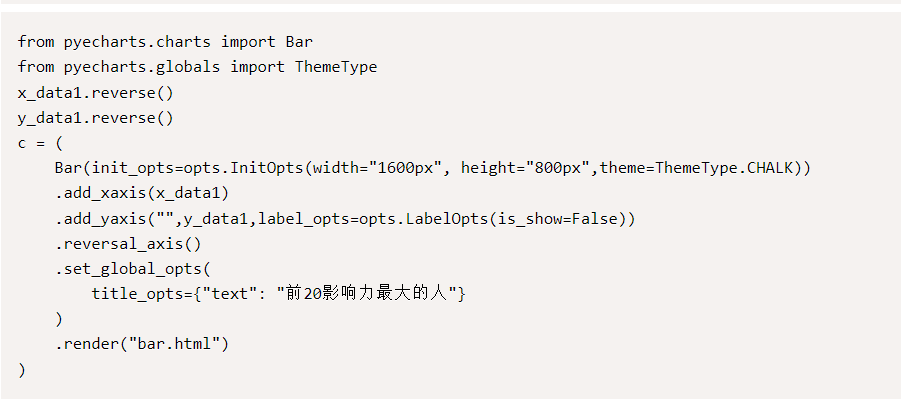 from pyecharts.charts import Bar
from pyecharts.globals import ThemeType
x_data1.reverse()
y_data1.reverse()
c = (
    Bar(init_opts=opts.InitOpts(width="1600px", height="800px",theme=ThemeType.CHALK))
    .add_xaxis(x_data1)
    .add_yaxis("",y_data1,label_opts=opts.LabelOpts(is_show=False))
    .reversal_axis()
    .set_global_opts(
        title_opts={"text": "前20影响力最大的人"}
    )
    .render("bar.html")
)